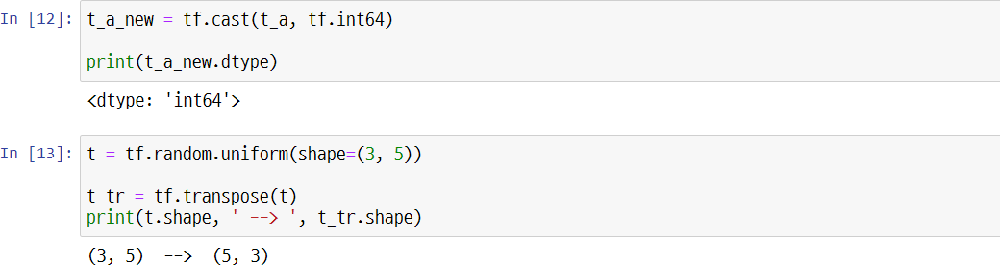 In [12]: t_a_new = tf.cast(t_a, tf.int64)
print(t_a_new.dtype)
<dtype: 'int64'>
In [13]: t = tf.random.uniform(shape=(3, 5))
t_tr = tf.transpose(t)
print(t.shape, ' --> ', t_tr.shape)
(3, 5)  -->  (5, 3)